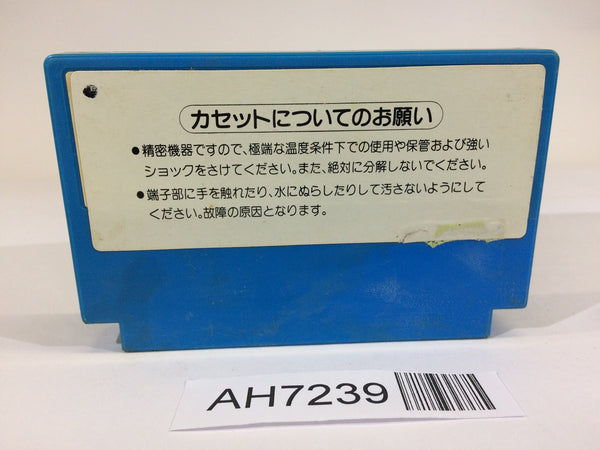 カセットについてのお願い
●精密機器ですので、極端な温度条件下での使用や保管および強い
ショックをさけてください。また、絶対に分解しないでください。
●端子部に手を触れたり、水にぬらしたりして汚さないようにして
ください。故障の原因となります。
AH7239